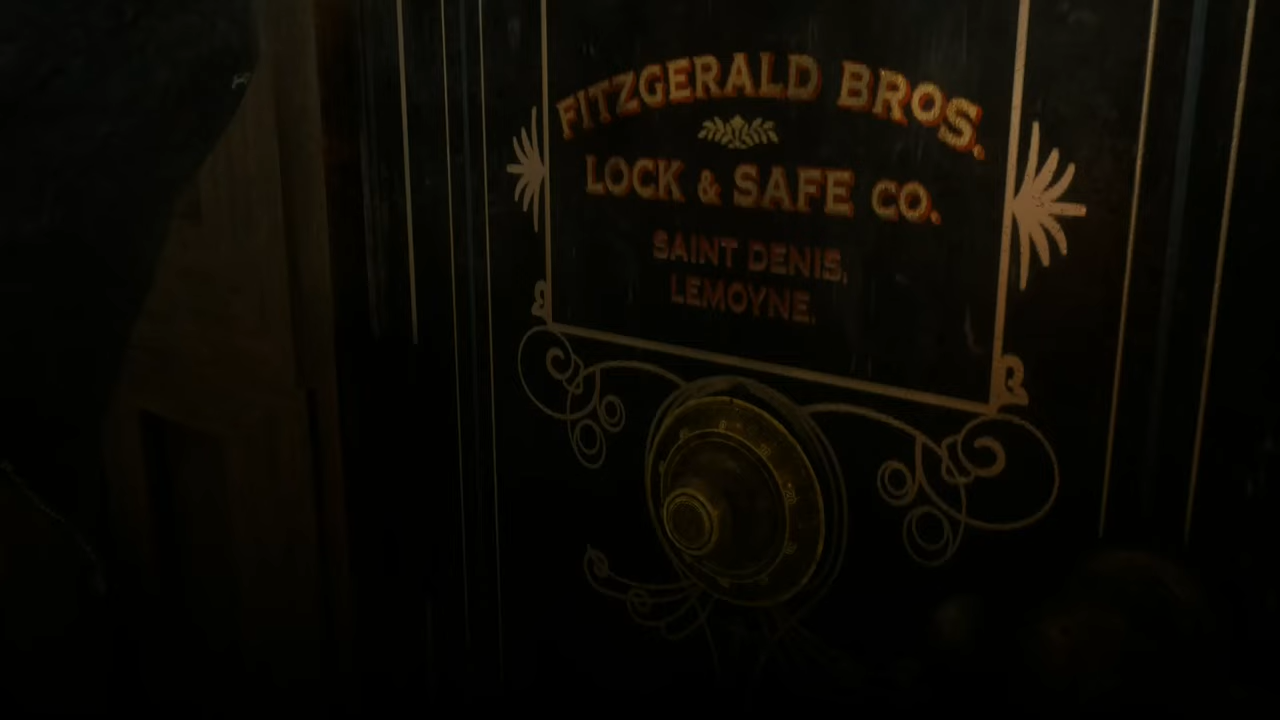 FITZGERALD BROS.
LOCK & SAFE CO.
SAINT DENIS,
LEMOYNE.